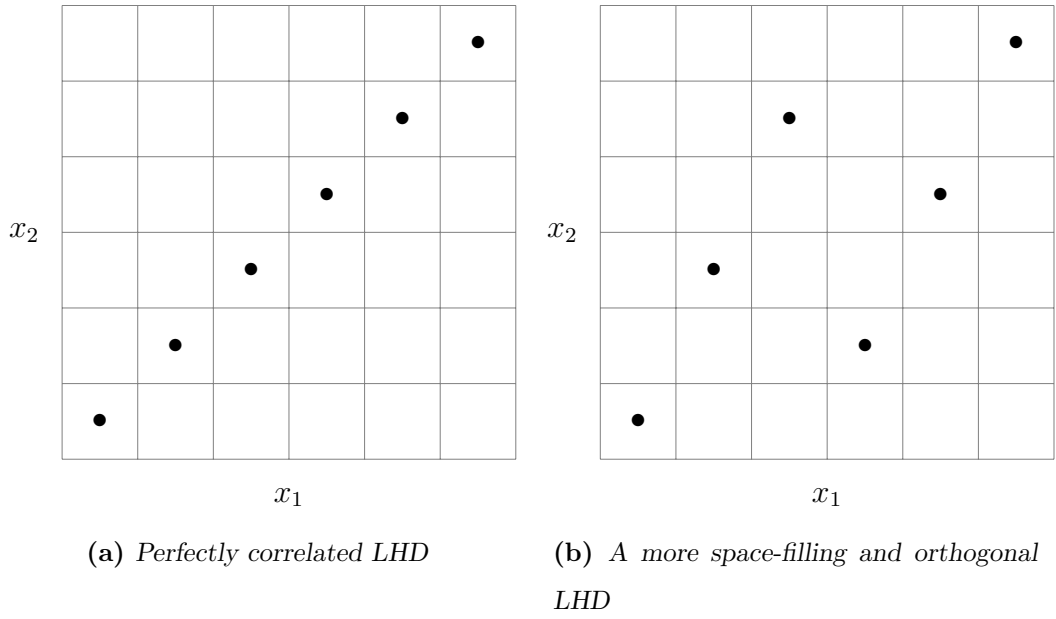 x₂
x₁
(a) Perfectly correlated LHD
x₂
x₁
(b) A more space-filling and orthogonal
LHD